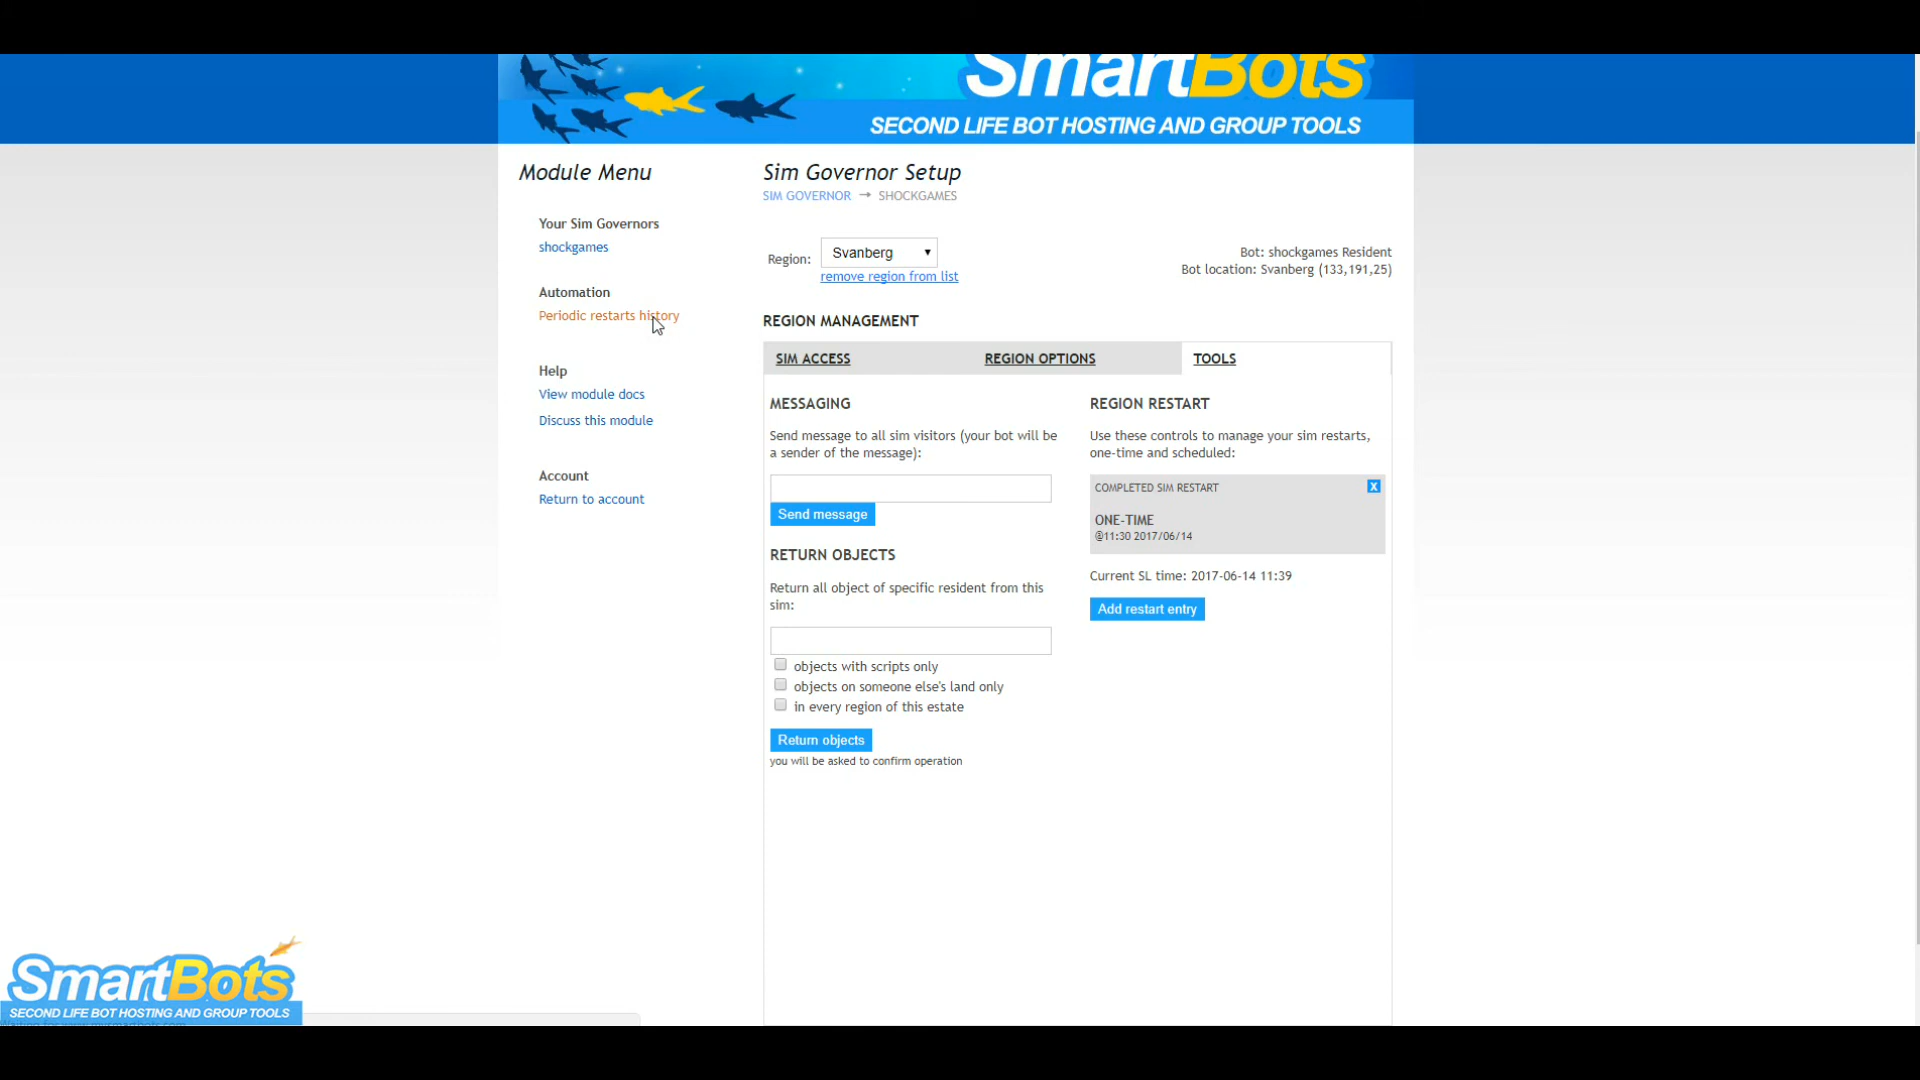 SmartBots
SECOND LIFE BOT HOSTING AND GROUP TOOLS
Module Menu
Your Sim Governors
shockgames
Automation
Periodic restarts history
Help
View module docs
Discuss this module
Account
Return to account
Sim Governor Setup
SIM GOVERNOR → SHOCKGAMES
Region: Svanberg
remove region from list
Bot: shockgames Resident
Bot location: Svanberg (133,191,25)
REGION MANAGEMENT
SIM ACCESS
REGION OPTIONS
TOOLS
MESSAGING
Send message to all sim visitors (your bot will be
a sender of the message):
Send message
RETURN OBJECTS
Return all object of specific resident from this
sim:
objects with scripts only
objects on someone else's land only
in every region of this estate
Return objects
you will be asked to confirm operation
REGION RESTART
Use these controls to manage your sim restarts,
one-time and scheduled:
COMPLETED SIM RESTART
X
ONE-TIME
@11:30 2017/06/14
Current SL time: 2017-06-14 11:39
Add restart entry
SmartBots
SECOND LIFE BOT HOSTING AND GROUP TOOLS